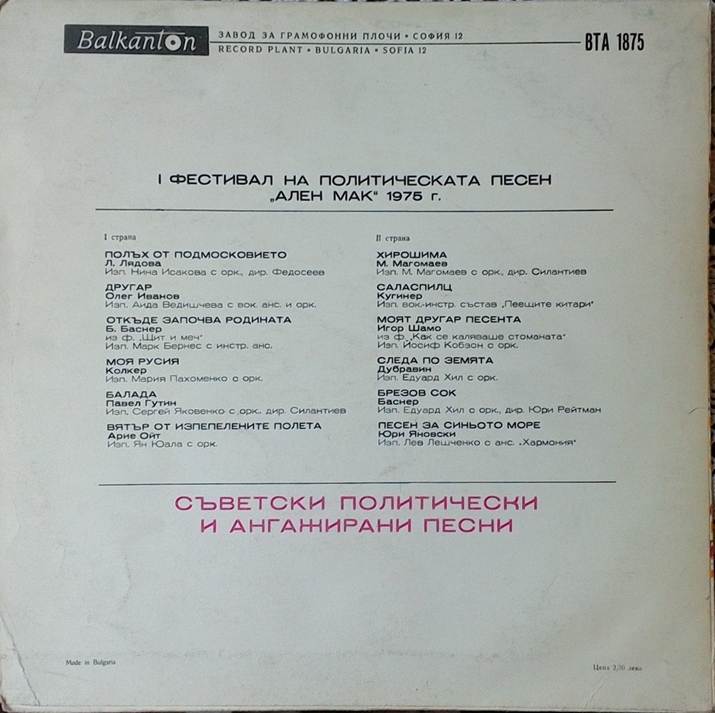 Balkanton
ЗАВОД ЗА ГРАМОФОННИ ПЛОЧИ • СОФИЯ 12
RECORD PLANT • BULGARIA • SOFIA 12
ВТА 1875
I ФЕСТИВАЛ НА ПОЛИТИЧЕСКАТА ПЕСЕН
„АЛЕН МАК" 1975 г.
I страна
ПОЛЪХ ОТ ПОДМОСКОВИЕТО
Л. Лядова
Изп. Нина Исакова с орк., дир. Федосеев
ДРУГАР
Олег Иванов
Изп. Аида Ведишчева с вок. анс. и орк.
ОТКЪДЕ ЗАПОЧВА РОДИНАТА
Б. Баснер
из ф. „Щит и меч"
Изп. Марк Бернес с инстр. анс.
МОЯ РУСИЯ
Колкер
Изп. Мария Пахоменко с орк.
БАЛАДА
Павел Гутин
Изп. Сергей Яковенко с орк., дир. Силантиев
ВЯТЪР ОТ ИЗПЕПЕЛЕНИТЕ ПОЛЕТА
Арие Ойт
Изп. Ян Юала с орк.
II страна
ХИРОШИМА
М. Магомаев
Изп. М. Магомаев с орк., дир. Силантиев
САЛАСПИЛЦ
Кугинер
Изп. вок.-инстр. състав „Пеещите китари"
МОЯТ ДРУГАР ПЕСЕНТА
Игор Шамо
из ф. „Как се каляваше стоманата"
Изп. Йосиф Кобзон с орк.
СЛЕДА ПО ЗЕМЯТА
Дубравин
Изп. Едуард Хил с орк.
БРЕЗОВ СОК
Баснер
Изп. Едуард Хил с орк., дир. Юри Рейтман
ПЕСЕН ЗА СИНЬОТО МОРЕ
Юри Яновски
Изп. Лев Лешченко с анс. „Хармония"
СЪВЕТСКИ ПОЛИТИЧЕСКИ
И АНГАЖИРАНИ ПЕСНИ
Made in Bulgaria
Цена 2,70 лева